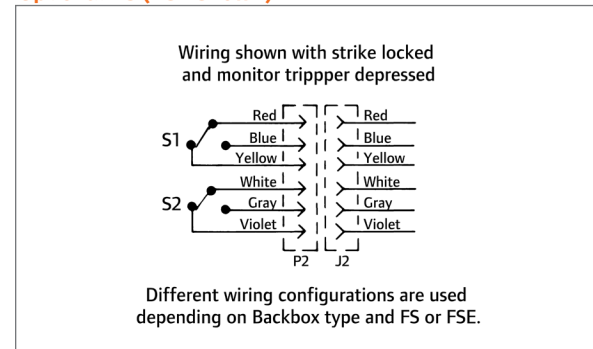 Wiring shown with strike locked
and monitor trippper depressed
Red Red
S1 Blue Blue
Yellow Yellow
White White
S2 Gray Gray
Violet Violet
P2 J2
Different wiring configurations are used
depending on Backbox type and FS or FSE.